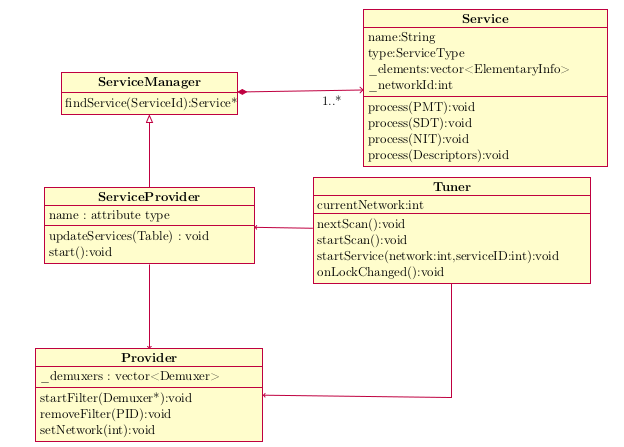 Service
name:String
type:ServiceType
_elements:vector<ElementaryInfo>
_networkId:int
process(PMT):void
process(SDT):void
process(NIT):void
process(Descriptors):void
ServiceManager
findService(ServiceId):Service*
1..*
ServiceProvider
name : attribute type
updateServices(Table) : void
start():void
Tuner
currentNetwork:int
nextScan():void
startScan():void
startService(network:int,serviceID:int):void
onLockChanged():void
Provider
_demuxers : vector<Demuxer>
startFilter(Demuxer*):void
removeFilter(PID):void
setNetwork(int):void